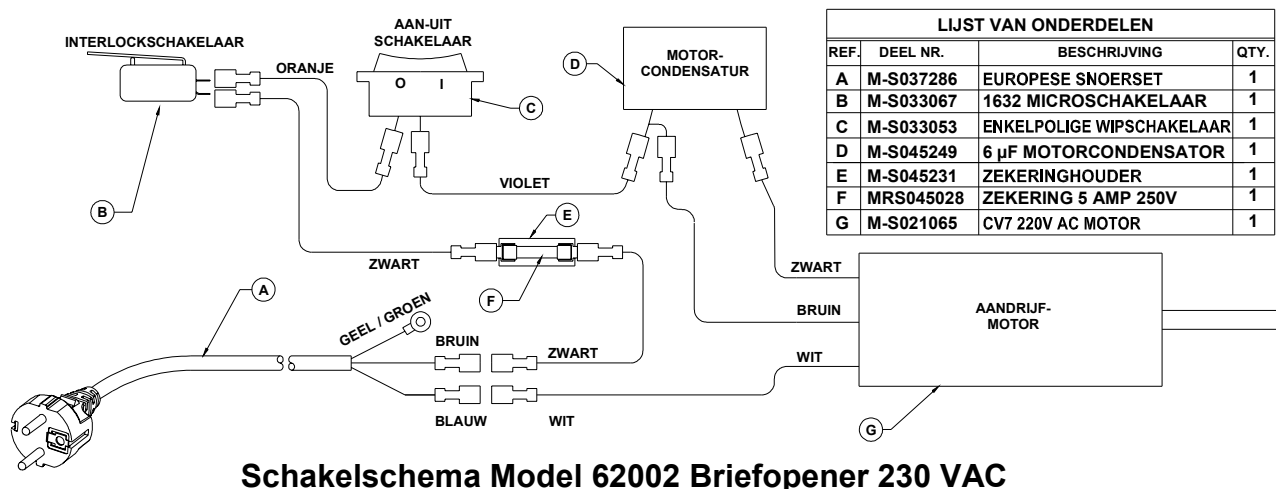 INTERLOCKSCHAKELAAR
AAN-UIT
SCHAKELAAR
ORANJE
O I
MOTOR-
CONDENSATUR
D
C
B
VIOLET
E
ZWART
F
A
GEEL / GROEN
BRUIN
ZWART
BLAUW
WIT
ZWART
BRUIN
WIT
AANDRIJF-
MOTOR
G
LIJST VAN ONDERDELEN
REF. DEEL NR. BESCHRIJVING QTY.
A M-S037286 EUROPESE SNOERSET 1
B M-S033067 1632 MICROSCHAKELAAR 1
C M-S033053 ENKELPOLIGE WIPSCHAKELAAR 1
D M-S045249 6 µF MOTORCONDENSATOR 1
E M-S045231 ZEKERINGHOUDER 1
F MRS045028 ZEKERING 5 AMP 250V 1
G M-S021065 CV7 220V AC MOTOR 1
Schakelschema Model 62002 Briefopener 230 VAC